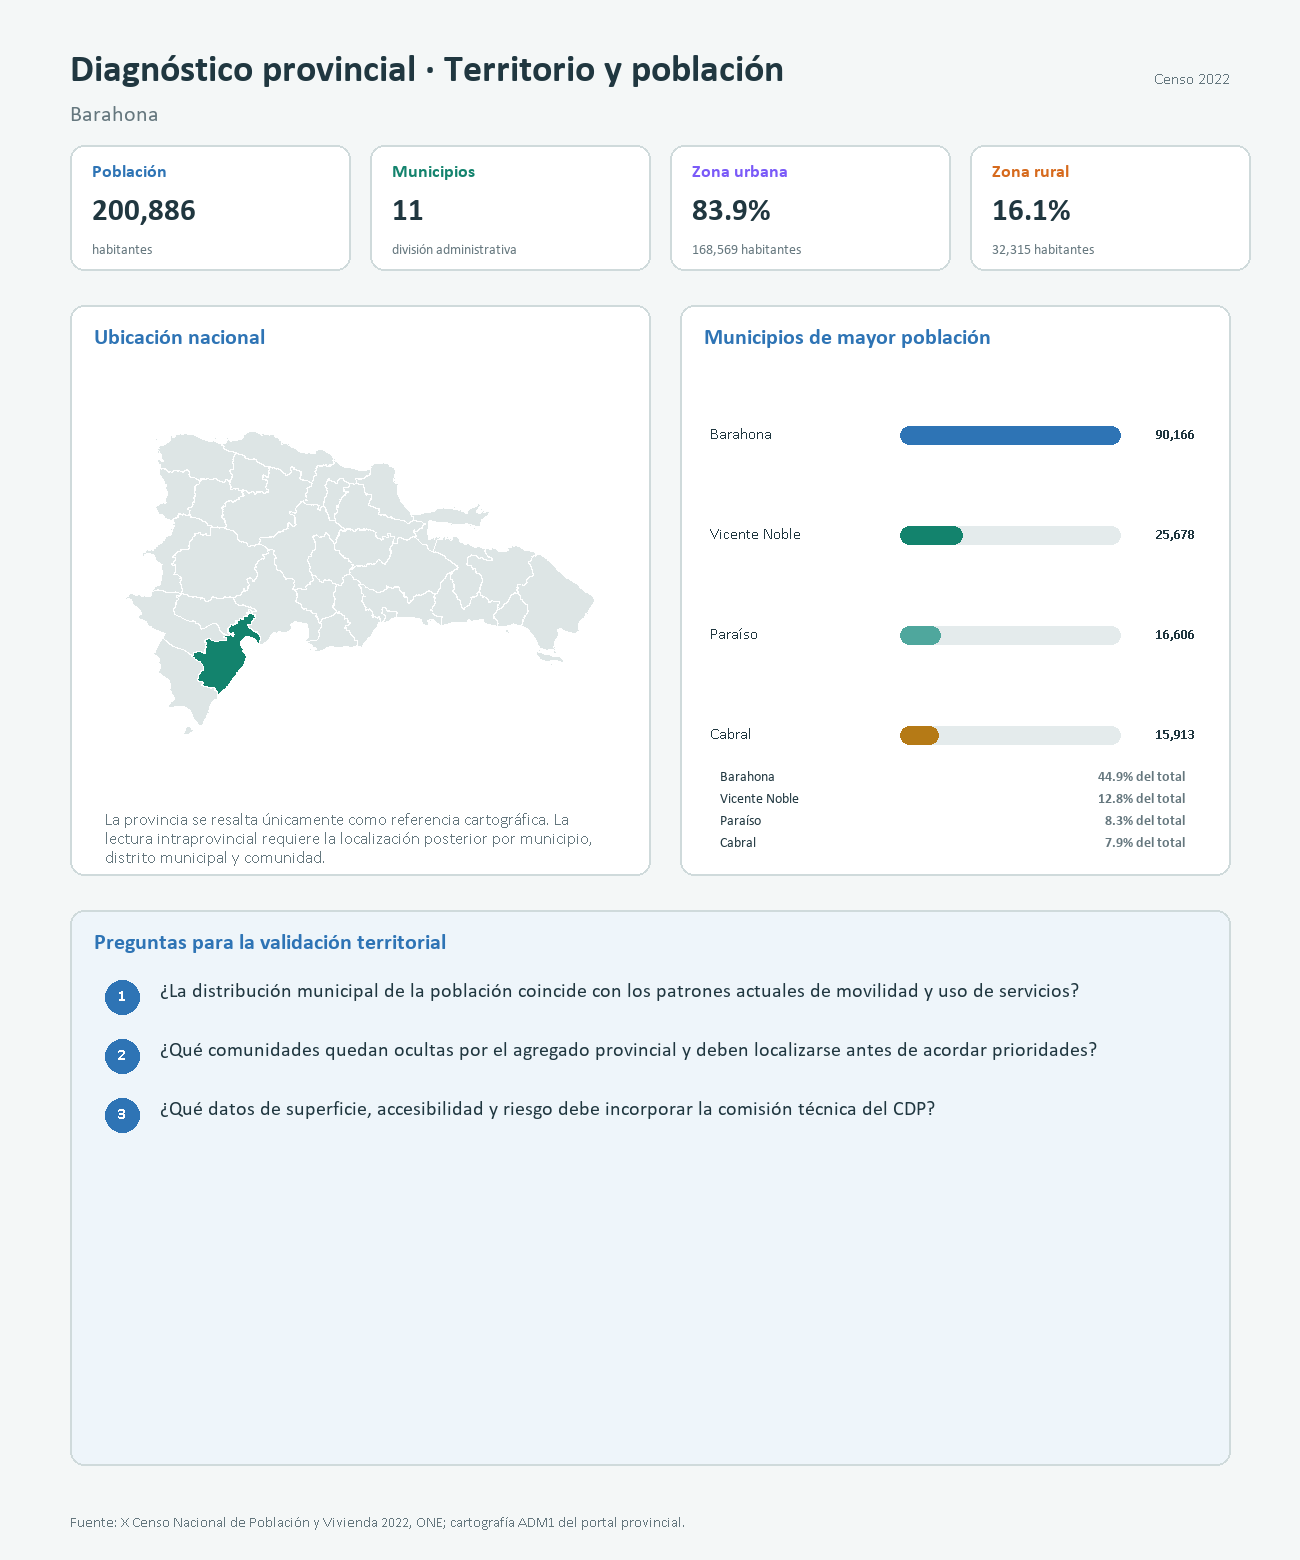 Diagnóstico provincial · Territorio y población
Censo 2022
Barahona
Población
200,886
habitantes
Municipios
11
división administrativa
Zona urbana
83.9%
168,569 habitantes
Zona rural
16.1%
32,315 habitantes
Ubicación nacional
La provincia se resalta únicamente como referencia cartográfica. La
lectura intraprovincial requiere la localización posterior por municipio,
distrito municipal y comunidad.
Municipios de mayor población
Barahona 90,166
Vicente Noble 25,678
Paraíso 16,606
Cabral 15,913
Barahona 44.9% del total
Vicente Noble 12.8% del total
Paraíso 8.3% del total
Cabral 7.9% del total
Preguntas para la validación territorial
1 ¿La distribución municipal de la población coincide con los patrones actuales de movilidad y uso de servicios?
2 ¿Qué comunidades quedan ocultas por el agregado provincial y deben localizarse antes de acordar prioridades?
3 ¿Qué datos de superficie, accesibilidad y riesgo debe incorporar la comisión técnica del CDP?
Fuente: X Censo Nacional de Población y Vivienda 2022, ONE; cartografía ADM1 del portal provincial.